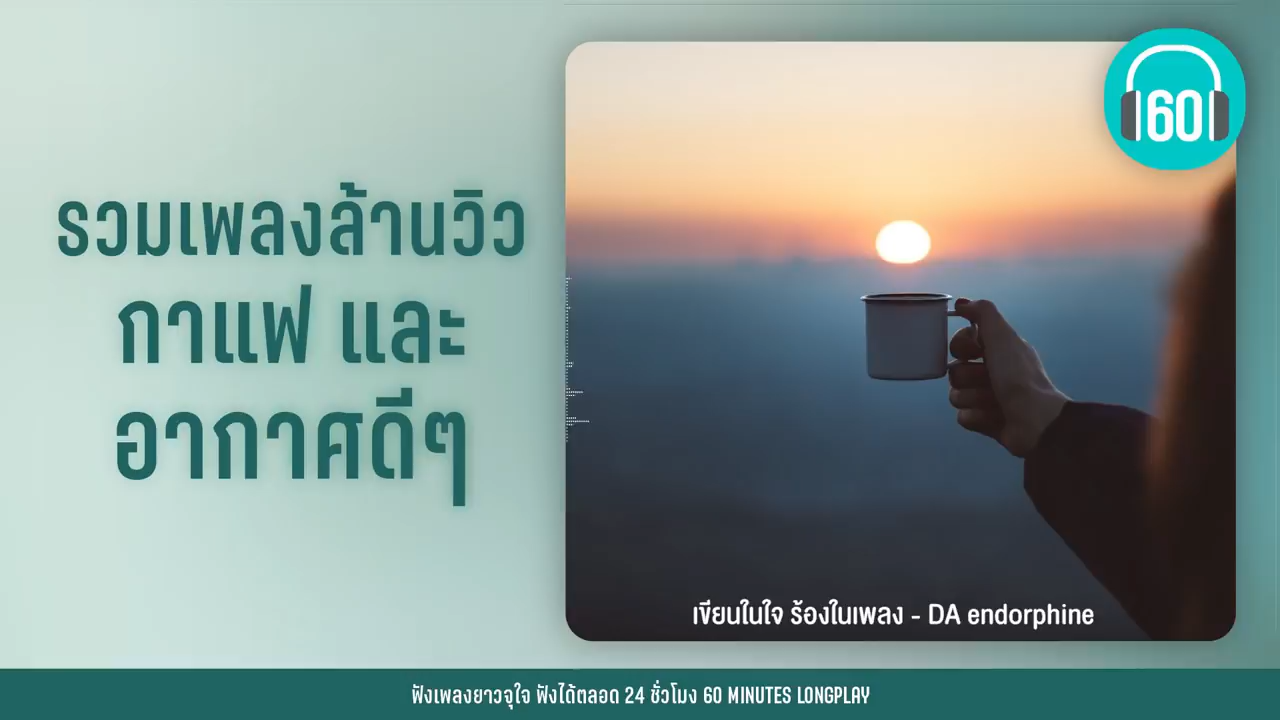 รวมเพลงล้านวิว
กาแฟ และ
อากาศดีๆ
60
เขียนในใจ ร้องในเพลง - DA endorphine
ฟังเพลงยาวจุใจ ฟังได้ตลอด 24 ชั่วโมง 60 MINUTES LONGPLAY